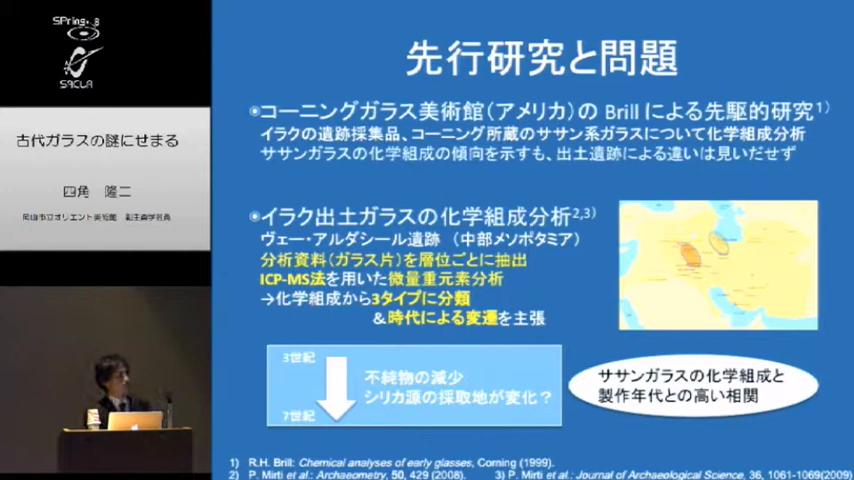 SPring-8
SACLA
古代ガラスの謎にせまる
四角 隆二
岡山市立オリエント美術館 副主査学芸員
先行研究と問題
◉コーニングガラス美術館（アメリカ）の Brill による先駆的研究1)
イラクの遺跡採集品、コーニング所蔵のササン系ガラスについて化学組成分析
ササンガラスの化学組成の傾向を示すも、出土遺跡による違いは見いだせず
◉イラク出土ガラスの化学組成分析2,3)
ヴェー・アルダシール遺跡 （中部メソポタミア）
分析資料（ガラス片）を層位ごとに抽出
ICP-MS法を用いた微量重元素分析
→化学組成から3タイプに分類
＆時代による変遷を主張
3世紀
不純物の減少
シリカ源の採取地が変化？
7世紀
ササンガラスの化学組成と
製作年代との高い相関
1) R.H. Brill: Chemical analyses of early glasses, Corning (1999).
2) P. Mirti et al.: Archaeometry, 50, 429 (2008). 3) P. Mirti et al.: Journal of Archaeological Science, 36, 1061-1069(2009)